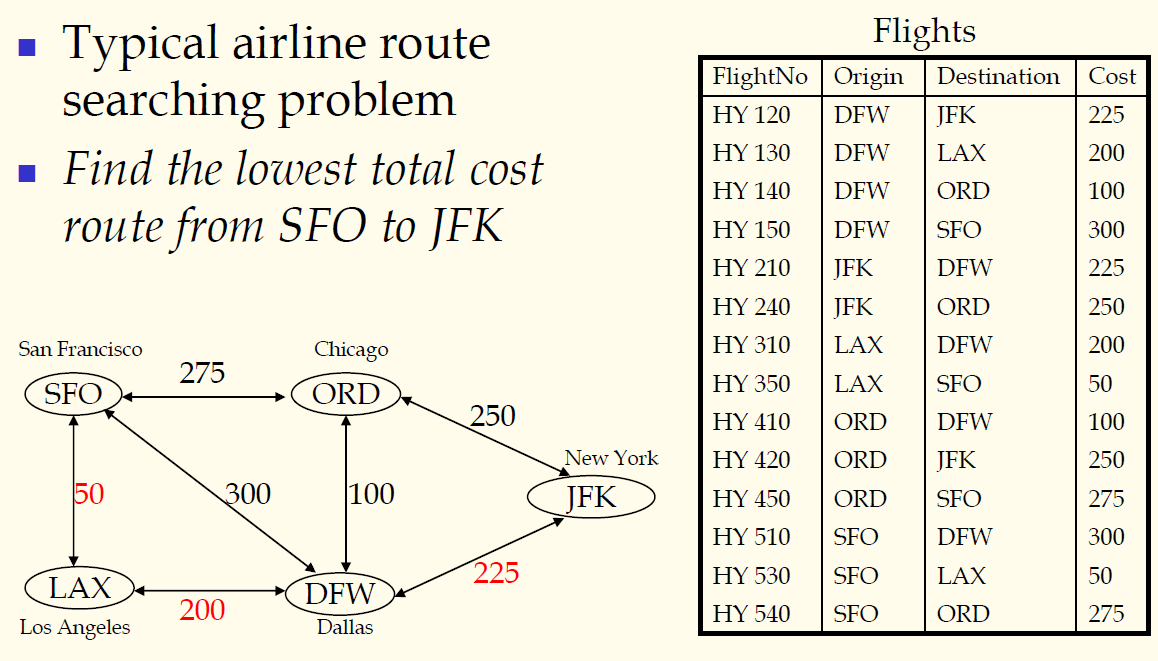 Typical airline route
searching problem
Find the lowest total cost
route from SFO to JFK
San Francisco
Chicago
SFO
275
ORD
250
New York
JFK
50
300
100
LAX
200
DFW
225
Los Angeles
Dallas
Flights
FlightNo Origin Destination Cost
HY 120 DFW JFK 225
HY 130 DFW LAX 200
HY 140 DFW ORD 100
HY 150 DFW SFO 300
HY 210 JFK DFW 225
HY 240 JFK ORD 250
HY 310 LAX DFW 200
HY 350 LAX SFO 50
HY 410 ORD DFW 100
HY 420 ORD JFK 250
HY 450 ORD SFO 275
HY 510 SFO DFW 300
HY 530 SFO LAX 50
HY 540 SFO ORD 275